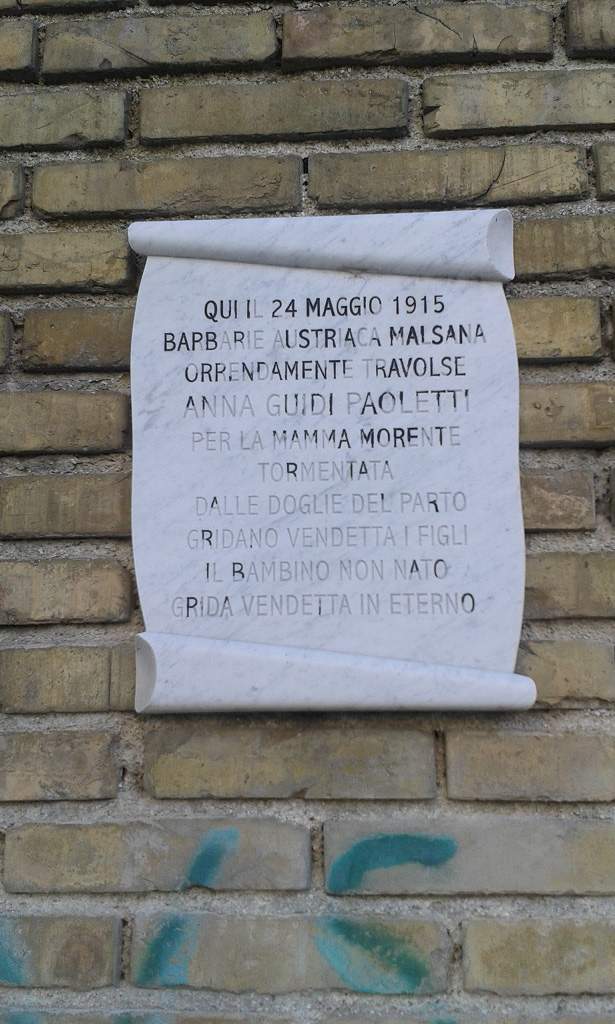 QUI IL 24 MAGGIO 1915
BARBARIE AUSTRIACA MALSANA
ORRENDAMENTE TRAVOLSE
ANNA GUIDI PAOLETTI
PER LA MAMMA MORENTE
TORMENTATA
DALLE DOGLIE DEL PARTO
GRIDANO VENDETTA I FIGLI
IL BAMBINO NON NATO
GRIDA VENDETTA IN ETERNO